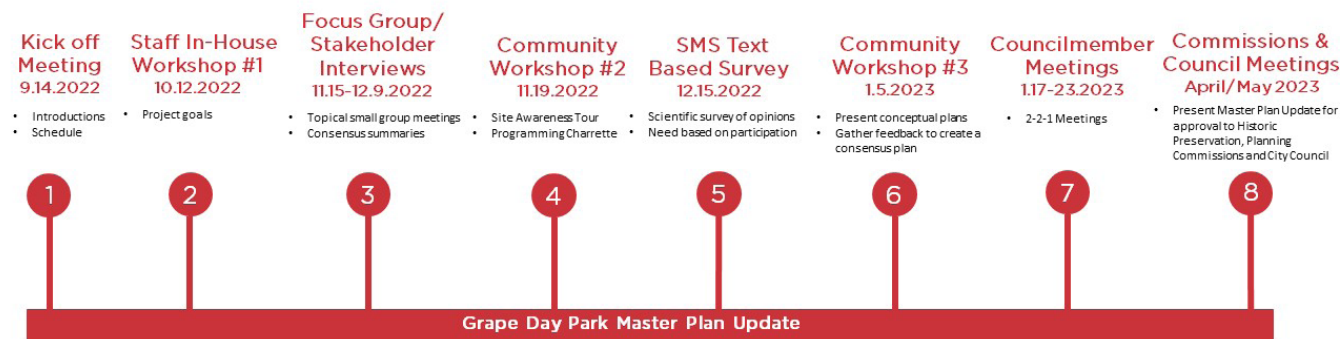 Kick off
Meeting
9.14.2022
• Introductions
• Schedule
1
Staff In-House
Workshop #1
10.12.2022
• Project goals
2
Focus Group/
Stakeholder
Interviews
11.15-12.9.2022
• Topical small group meetings
• Consensus summaries
3
Community
Workshop #2
11.19.2022
• Site Awareness Tour
• Programming Charrette
4
SMS Text
Based Survey
12.15.2022
• Scientific survey of opinions
• Need based on participation
5
Community
Workshop #3
1.5.2023
• Present conceptual plans
• Gather feedback to create a
consensus plan
6
Councilmember
Meetings
1.17-23.2023
• 2-2-1 Meetings
7
Commissions &
Council Meetings
April/May 2023
• Present Master Plan Update for
approval to Historic
Preservation, Planning
Commissions and City Council
8
Grape Day Park Master Plan Update